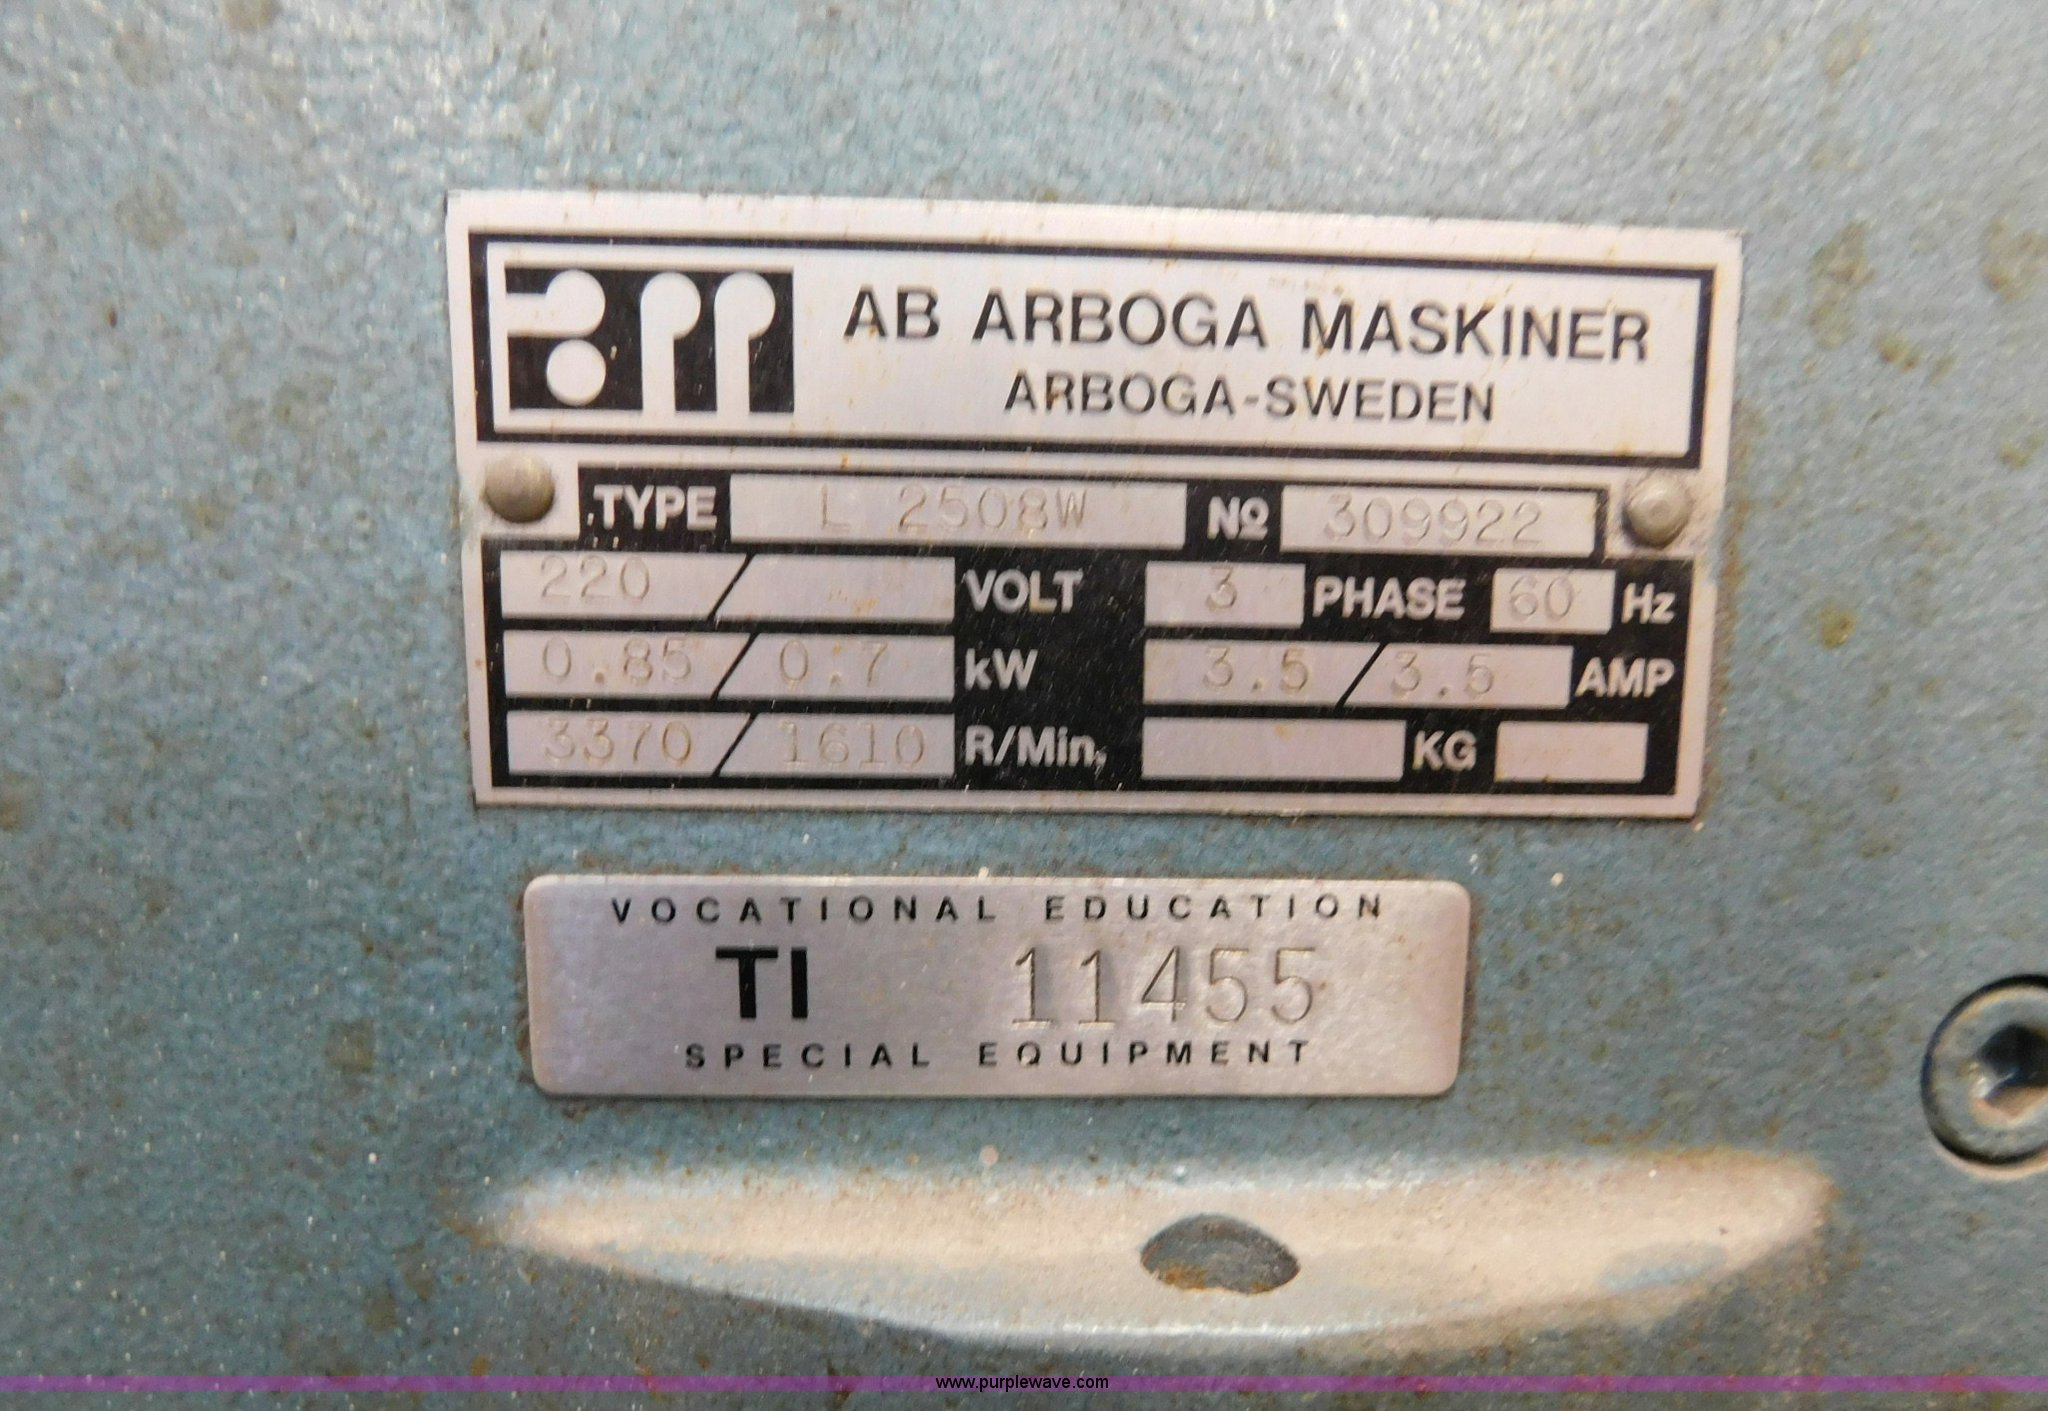 AB ARBOGA MASKINER
ARBOGA-SWEDEN
TYPE L 2508W Nº 309922
220 / VOLT 3 PHASE 60 Hz
0.85 / 0.7 kW 3.5 / 3.5 AMP
3370 / 1610 R/Min, KG
VOCATIONAL EDUCATION
TI 11455
SPECIAL EQUIPMENT
www.purplewave.com